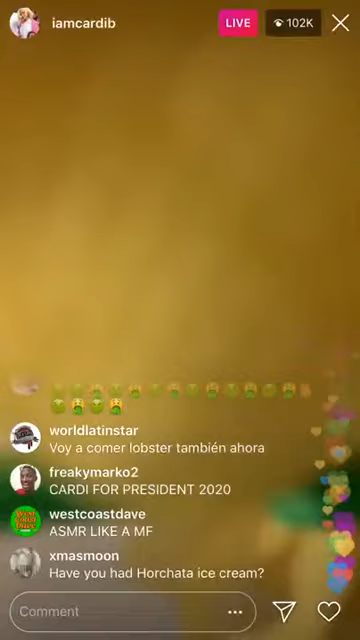 iamcardib
LIVE
102K
worldlatinstar
Voy a comer lobster también ahora
freakymarko2
CARDI FOR PRESIDENT 2020
westcoastdave
ASMR LIKE A MF
xmasmoon
Have you had Horchata ice cream?
Comment